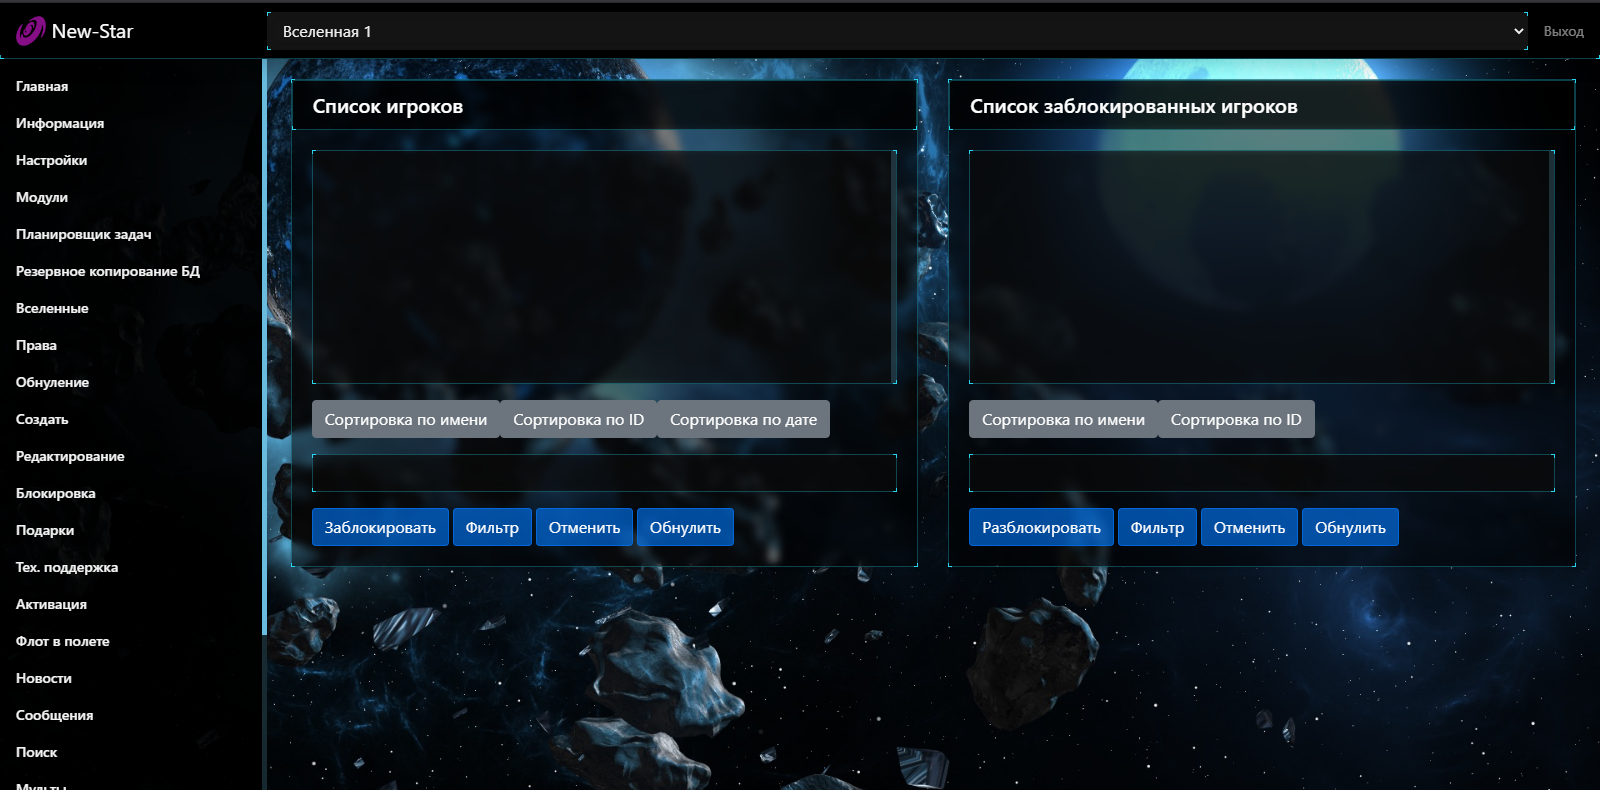 New-Star
Вселенная 1
Выход
Главная
Информация
Настройки
Модули
Планировщик задач
Резервное копирование БД
Вселенные
Права
Обнуление
Создать
Редактирование
Блокировка
Подарки
Тех. поддержка
Активация
Флот в полете
Новости
Сообщения
Поиск
Мульты
Список игроков
Сортировка по имени Сортировка по ID Сортировка по дате
Заблокировать Фильтр Отменить Обнулить
Список заблокированных игроков
Сортировка по имени Сортировка по ID
Разблокировать Фильтр Отменить Обнулить